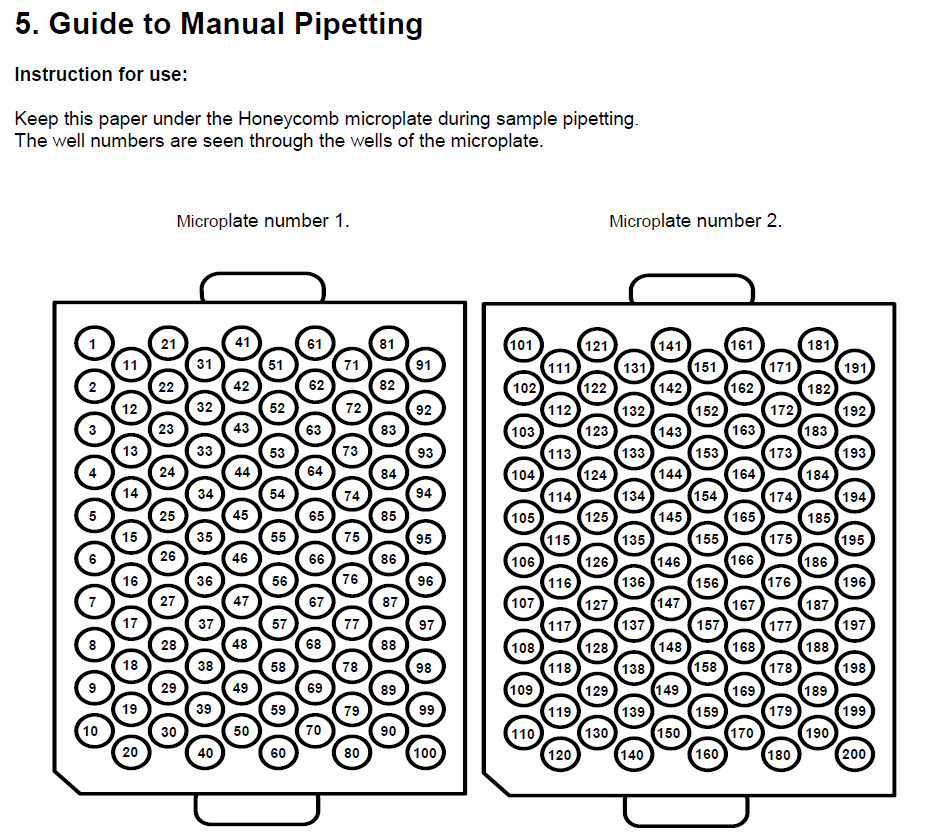 5. Guide to Manual Pipetting
Instruction for use:
Keep this paper under the Honeycomb microplate during sample pipetting.
The well numbers are seen through the wells of the microplate.
Microplate number 1.
Microplate number 2.
1 21 41 61 81
11 31 51 71 91
2 22 42 62 82
12 32 52 72 92
3 23 43 63 83
13 33 53 73 93
4 24 44 64 84
14 34 54 74 94
5 25 45 65 85
15 35 55 75 95
6 26 46 66 86
16 36 56 76 96
7 27 47 67 87
17 37 57 77 97
8 28 48 68 88
18 38 58 78 98
9 29 49 69 89
19 39 59 79 99
10 30 50 70 90
20 40 60 80 100
101 121 141 161 181
111 131 151 171 191
102 122 142 162 182
112 132 152 172 192
103 123 143 163 183
113 133 153 173 193
104 124 144 164 184
114 134 154 174 194
105 125 145 165 185
115 135 155 175 195
106 126 146 166 186
116 136 156 176 196
107 127 147 167 187
117 137 157 177 197
108 128 148 168 188
118 138 158 178 198
109 129 149 169 189
119 139 159 179 199
110 130 150 170 190
120 140 160 180 200